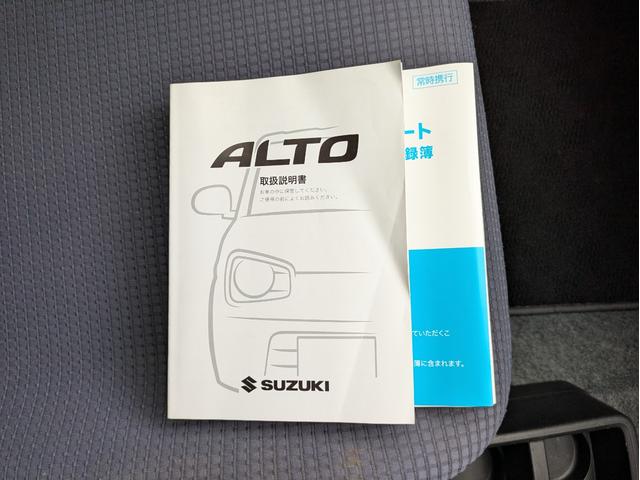 ALTO
取扱説明書
お車の中に保管してください。
ご使用の前によくお読みください。
SUZUKI
常時携行
ート
録簿
ていただくこ
簿に含まれます。